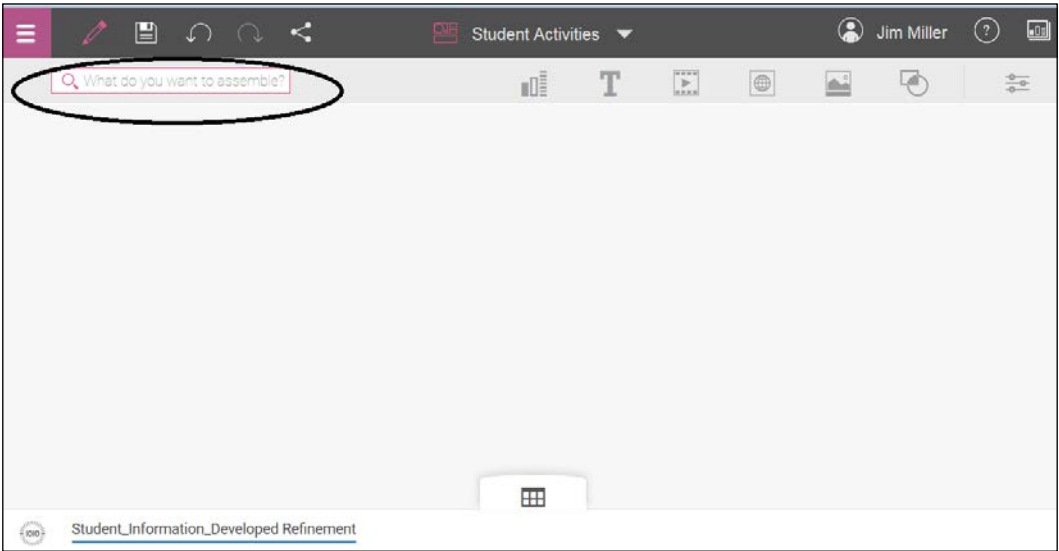 Student Activities
Jim Miller
?
What do you want to assemble?
T
Student_Information_Developed Refinement